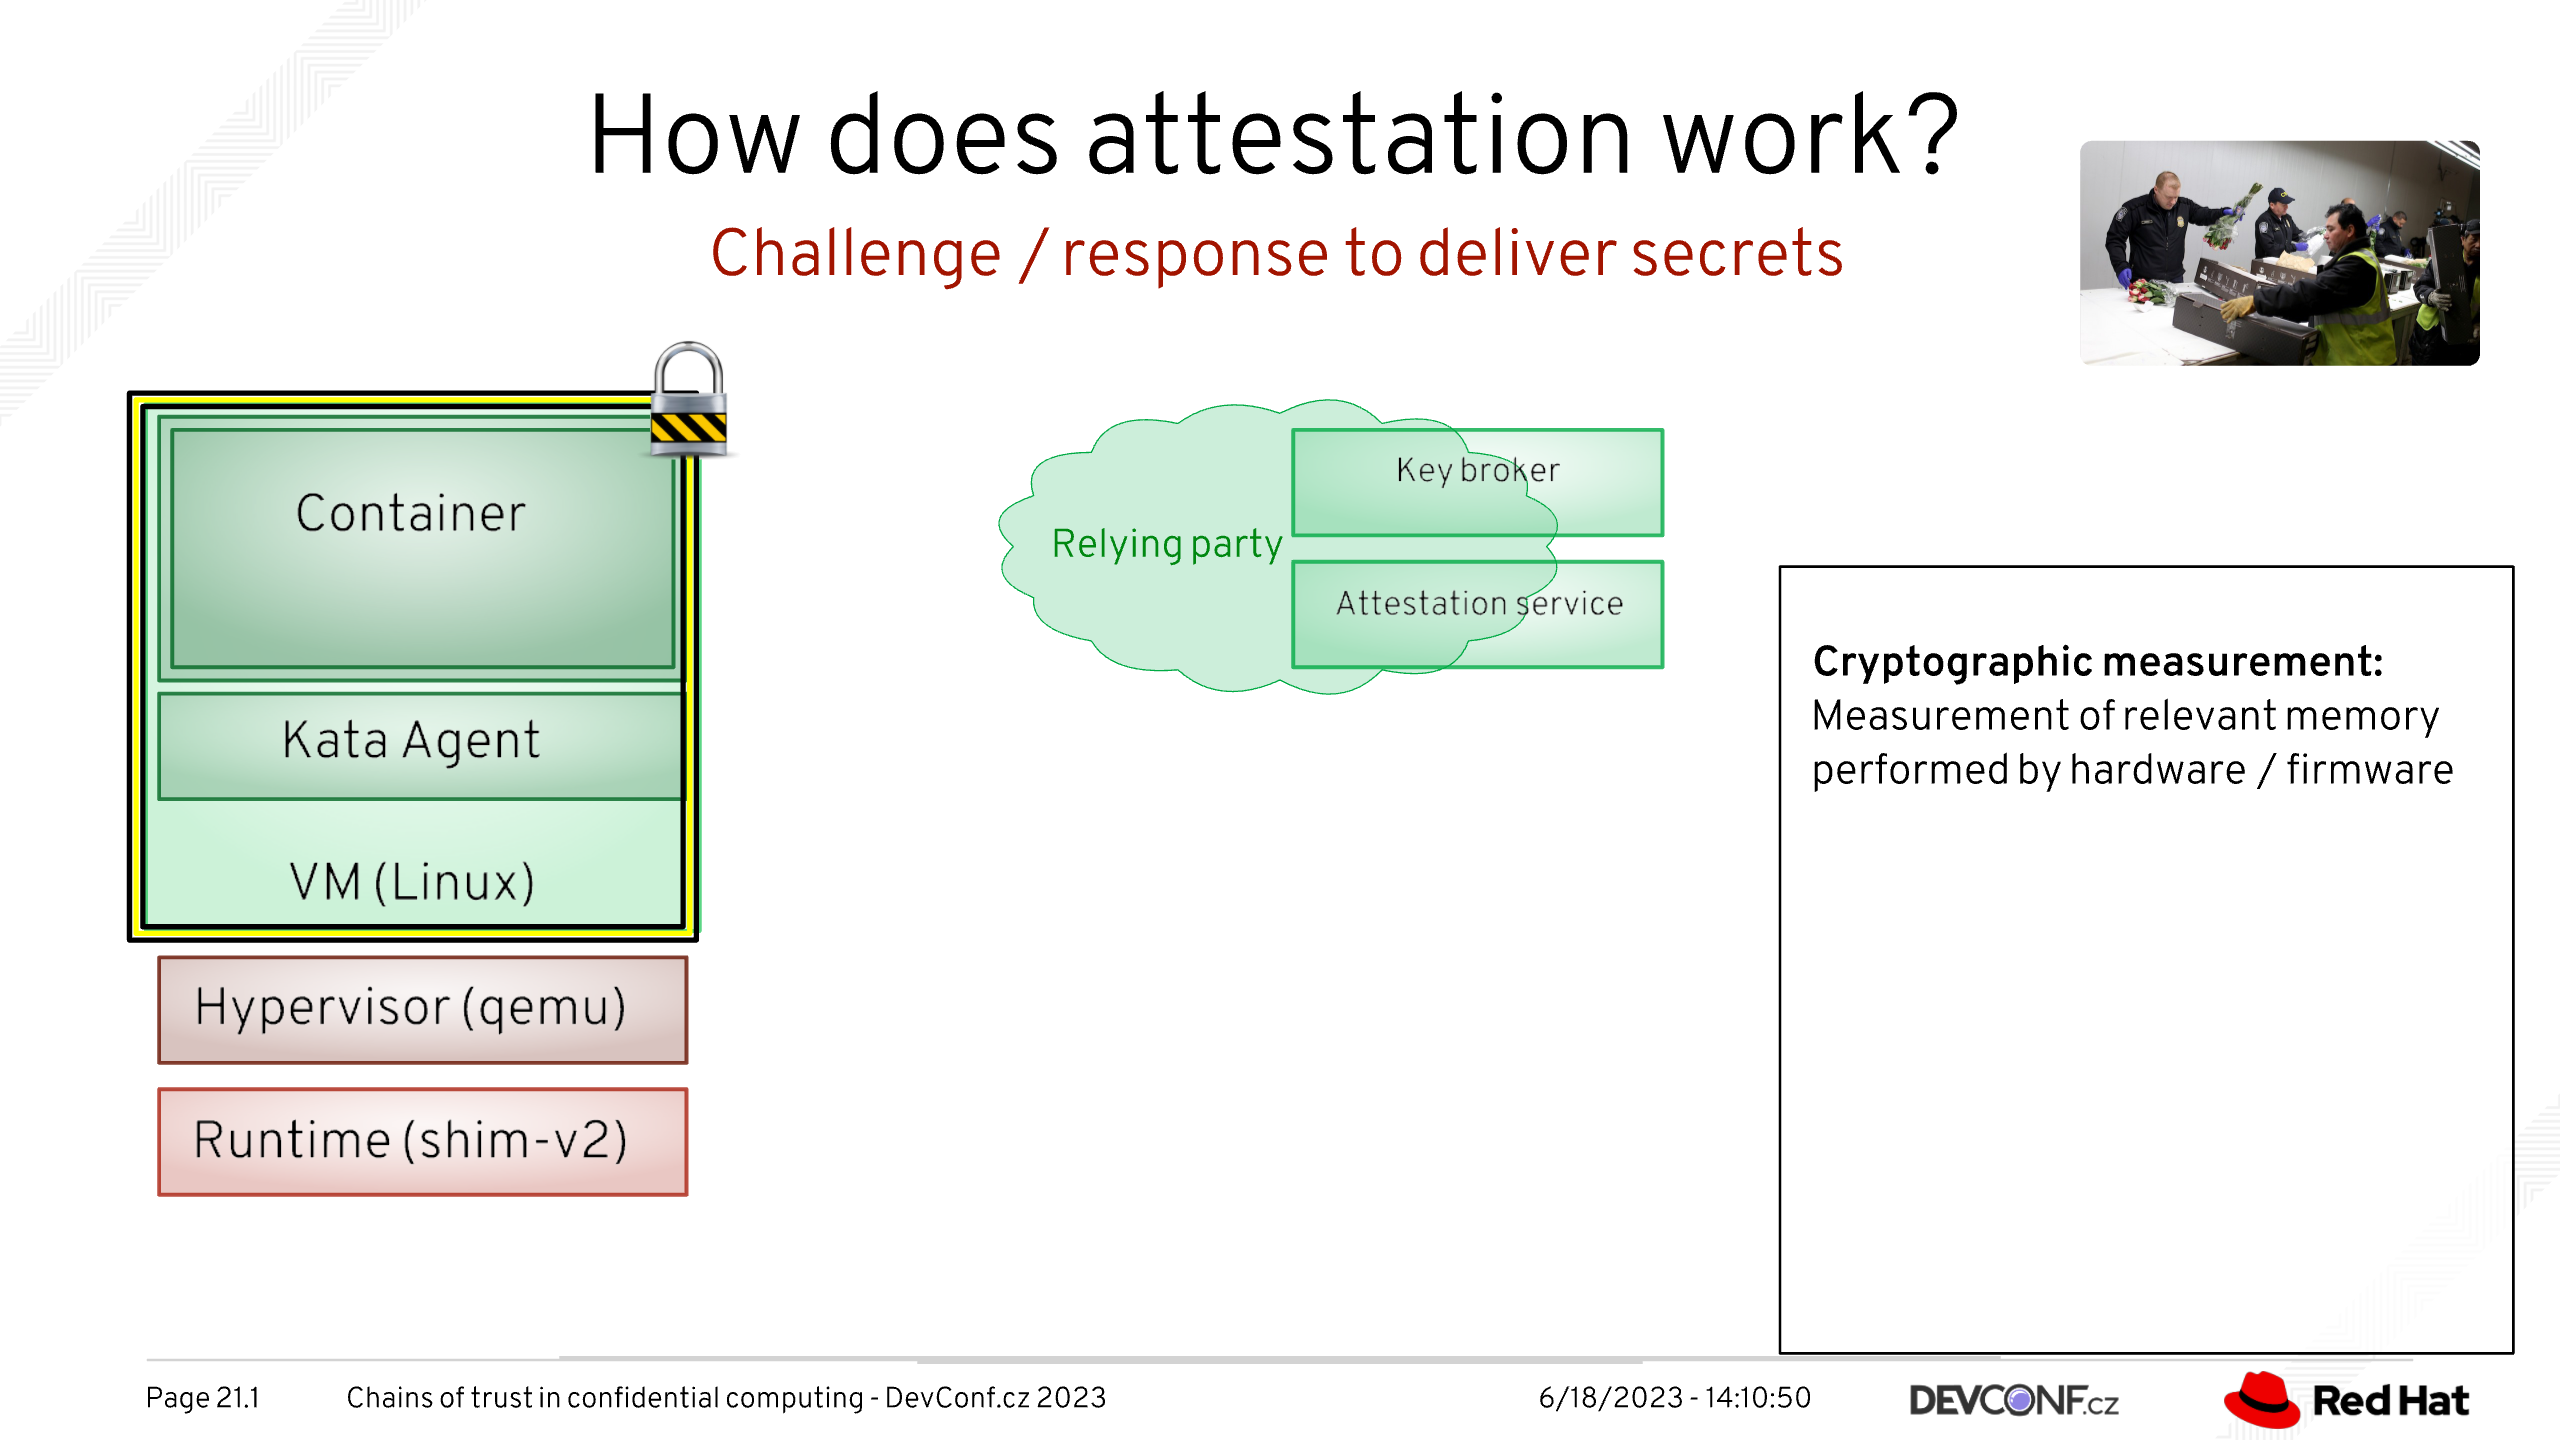 How does attestation work?
Challenge / response to deliver secrets
Container
Kata Agent
VM (Linux)
Hypervisor (qemu)
Runtime (shim-v2)
Relying party
Key broker
Attestation service
Cryptographic measurement:
Measurement of relevant memory
performed by hardware / firmware
Page 21.1
Chains of trust in confidential computing - DevConf.cz 2023
6/18/2023 - 14:10:50
DEVCONF.cz
Red Hat